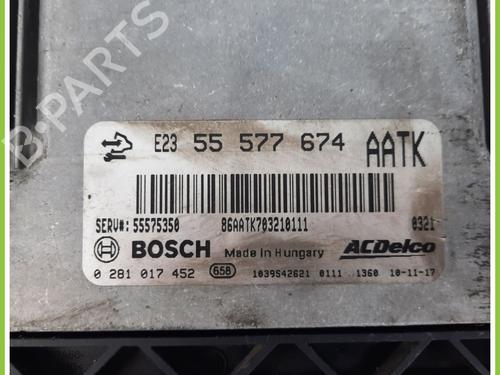 B-PARTS
E23 55 577 674 AATK
SERV#: 55575350 86AATK703210111 0321
BOSCH Made in Hungary ACDelco
0 281 017 452 658 1039S42621 0111 1360 10-11-17